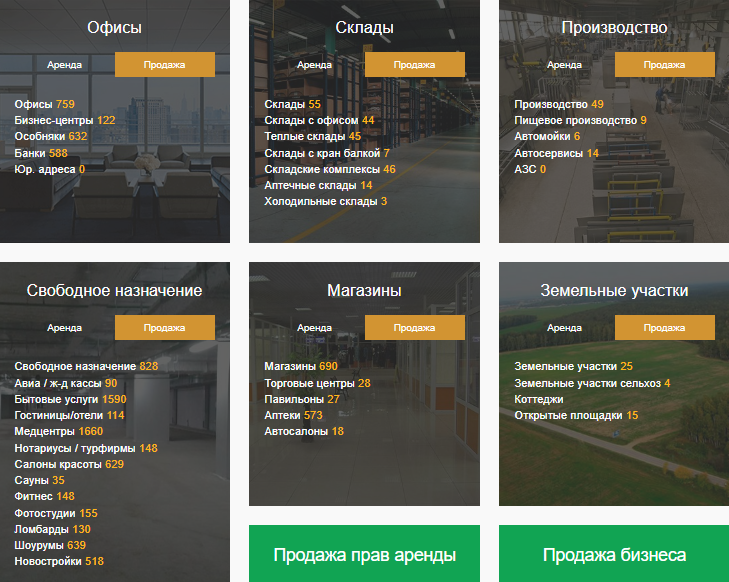 Офисы
Аренда Продажа
Офисы 759
Бизнес-центры 122
Особняки 632
Банки 588
Юр. адреса 0
Склады
Аренда Продажа
Склады 55
Склады с офисом 44
Теплые склады 45
Склады с кран балкой 7
Складские комплексы 46
Аптечные склады 14
Холодильные склады 3
Производство
Аренда Продажа
Производство 49
Пищевое производство 9
Автомойки 6
Автосервисы 14
АЗС 0
Свободное назначение
Аренда Продажа
Свободное назначение 828
Авиа / ж-д кассы 90
Бытовые услуги 1590
Гостиницы/отели 114
Медцентры 1660
Нотариусы / турфирмы 148
Салоны красоты 629
Сауны 35
Фитнес 148
Фотостудии 155
Ломбарды 130
Шоурумы 639
Новостройки 518
Магазины
Аренда Продажа
Магазины 690
Торговые центры 28
Павильоны 27
Аптеки 573
Автосалоны 18
Земельные участки
Аренда Продажа
Земельные участки 25
Земельные участки сельхоз 4
Коттеджи
Открытые площадки 15
Продажа прав аренды
Продажа бизнеса